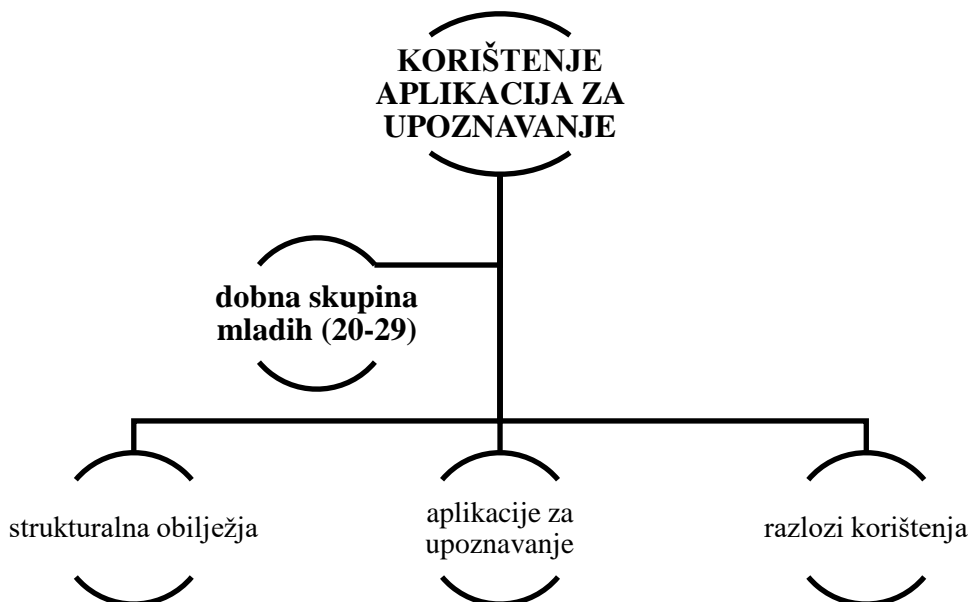 KORIŠTENJE
APLIKACIJA ZA
UPOZNAVANJE
dobna skupina
mladih (20-29)
strukturalna obilježja
aplikacije za
upoznavanje
razlozi korištenja